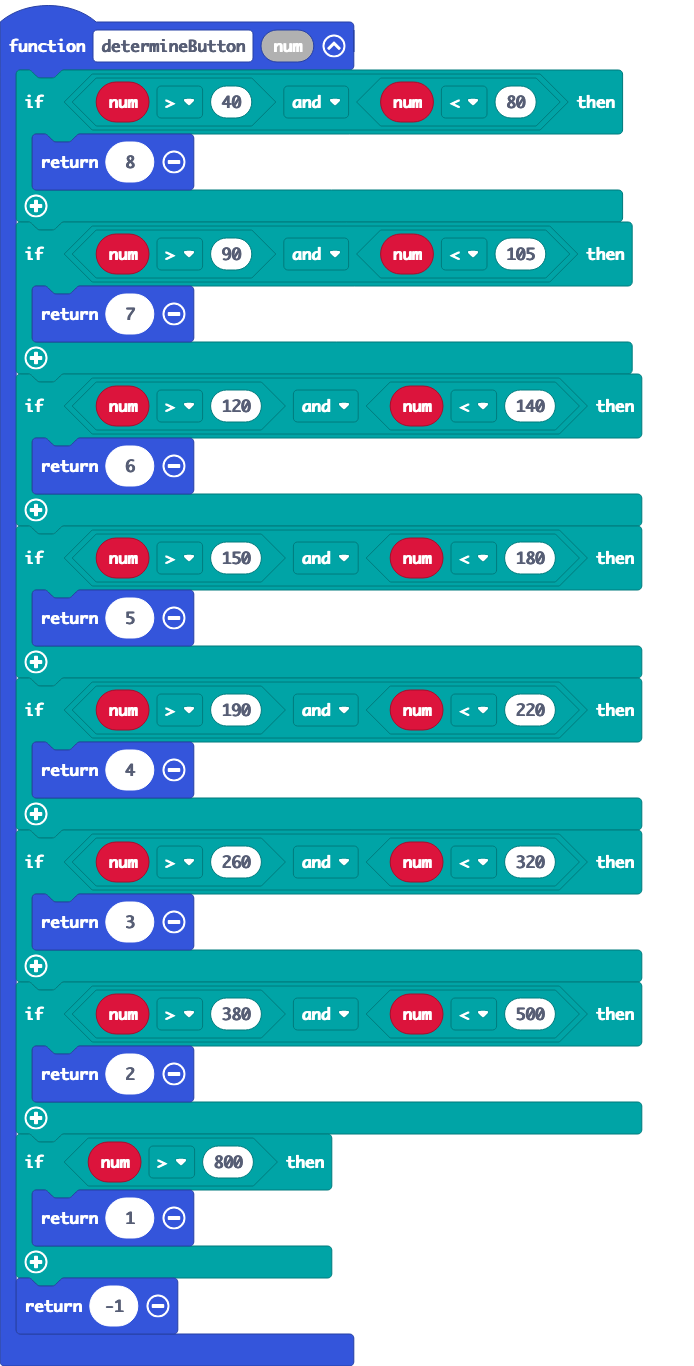 function determineButton num
if num > 40 and num < 80 then
return 8
if num > 90 and num < 105 then
return 7
if num > 120 and num < 140 then
return 6
if num > 150 and num < 180 then
return 5
if num > 190 and num < 220 then
return 4
if num > 260 and num < 320 then
return 3
if num > 380 and num < 500 then
return 2
if num > 800 then
return 1
return -1